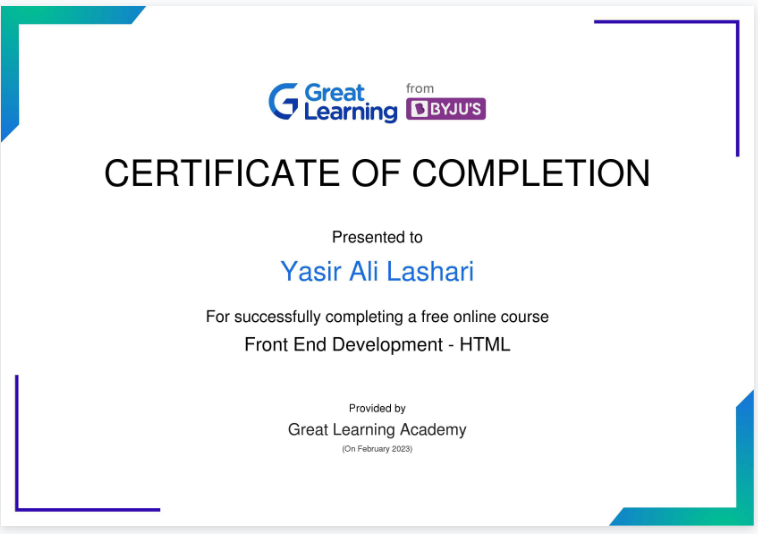 Great Learning from BYJU'S
CERTIFICATE OF COMPLETION
Presented to
Yasir Ali Lashari
For successfully completing a free online course
Front End Development - HTML
Provided by
Great Learning Academy
(On February 2023)